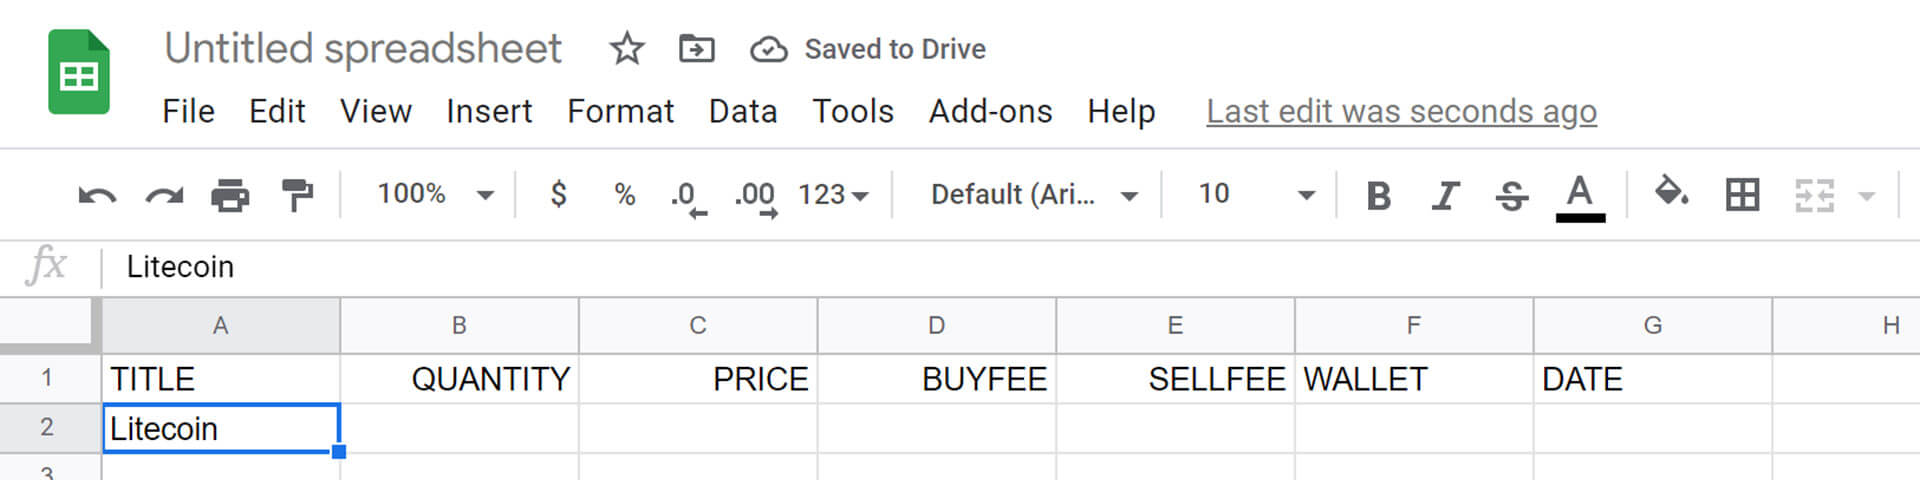 Untitled spreadsheet Saved to Drive
File Edit View Insert Format Data Tools Add-ons Help Last edit was seconds ago
100% $ % .0 .00 123 Default (Ari... 10 B I S A
fx Litecoin
A B C D E F G H
1 TITLE QUANTITY PRICE BUYFEE SELLFEE WALLET DATE
2 Litecoin
3